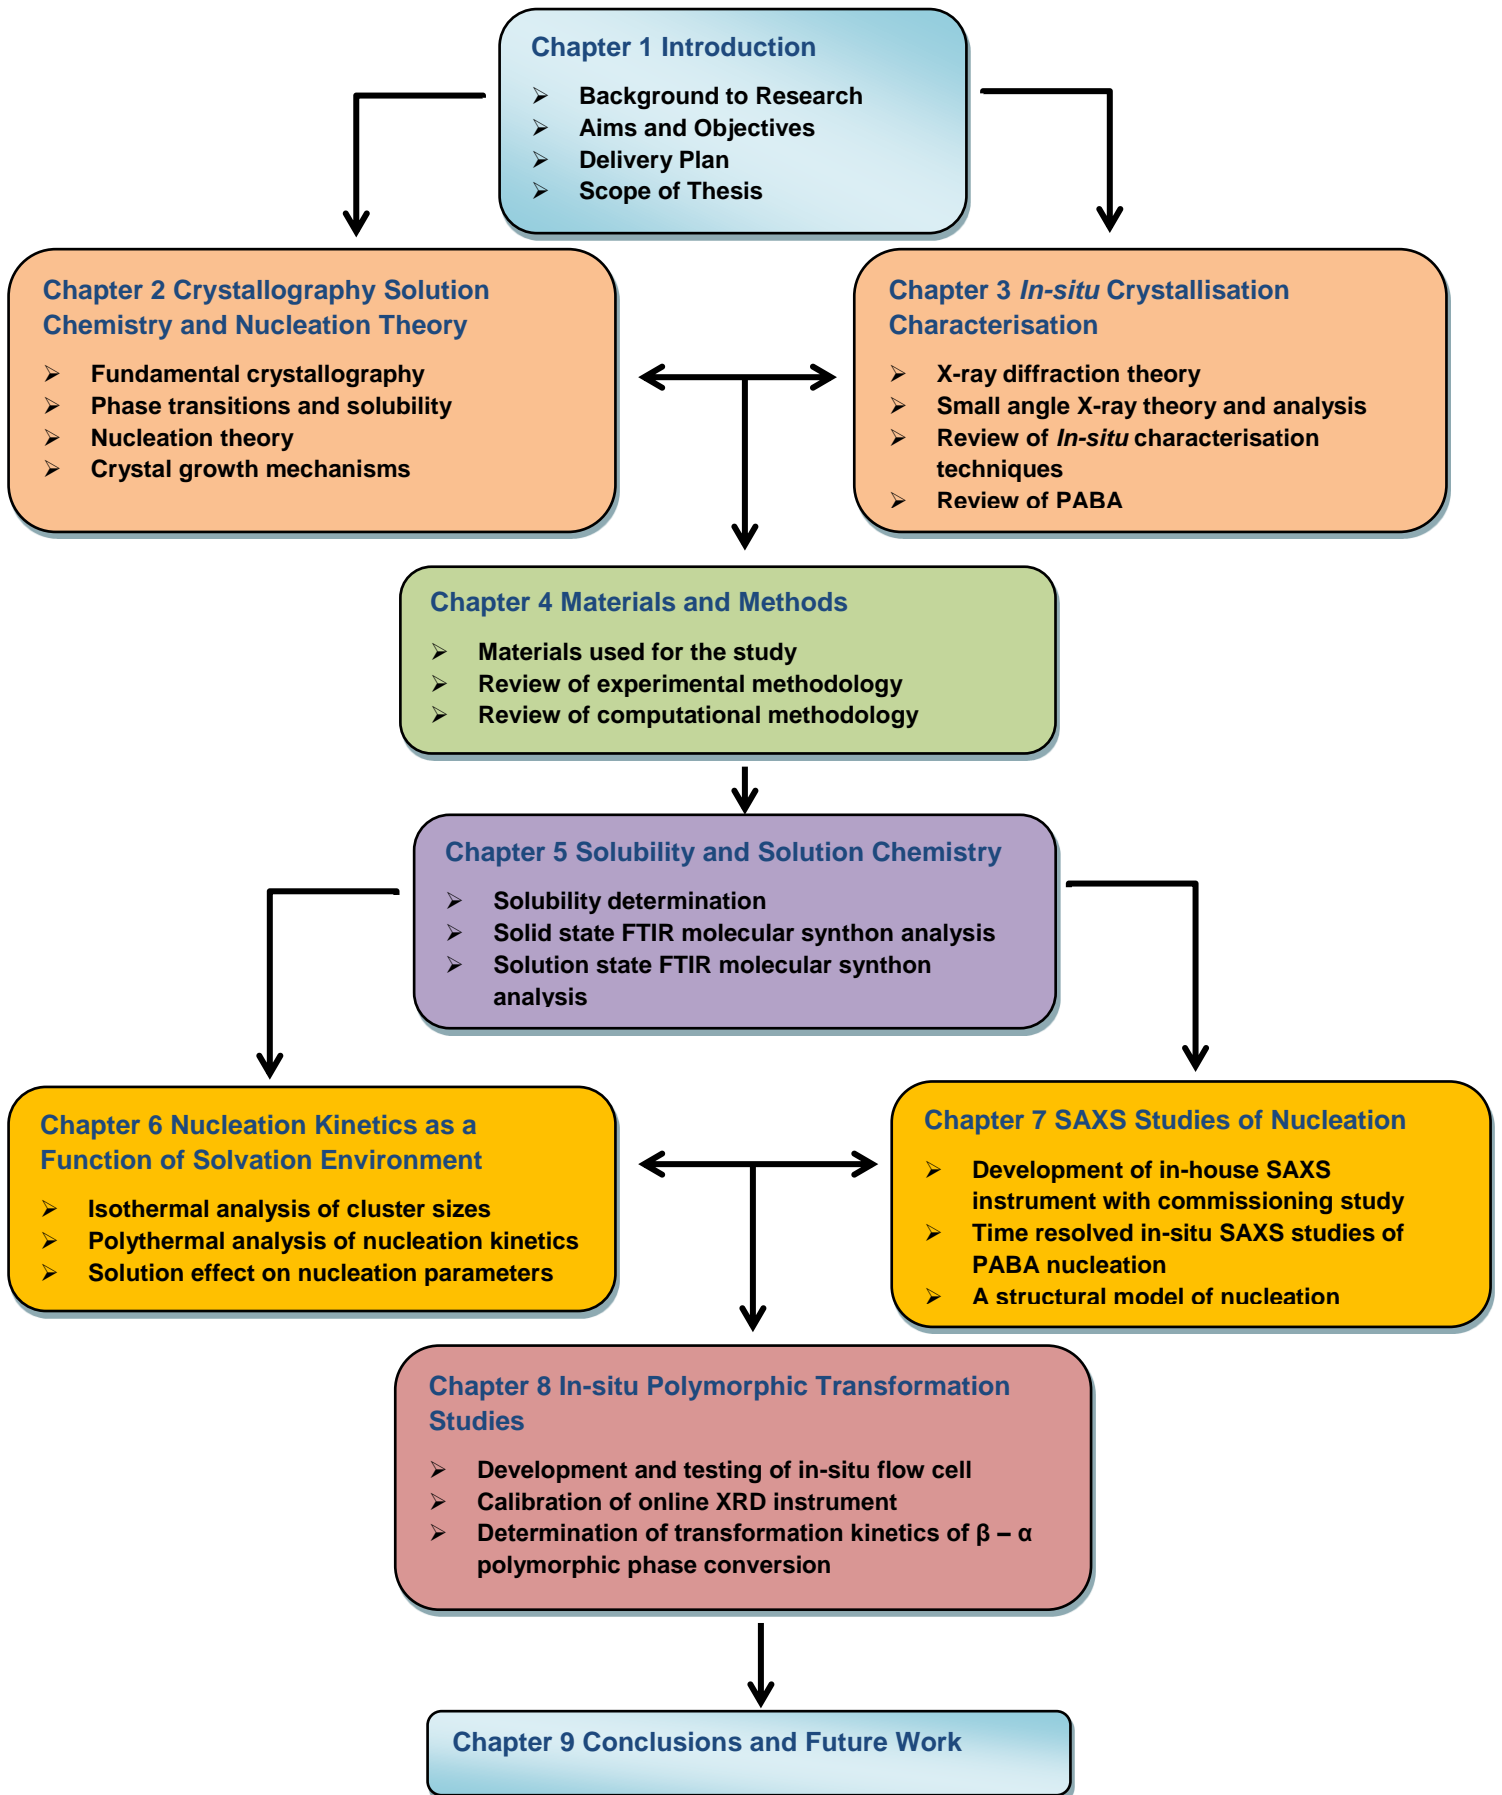 Chapter 1 Introduction
➢ Background to Research
➢ Aims and Objectives
➢ Delivery Plan
➢ Scope of Thesis
Chapter 2 Crystallography Solution
Chemistry and Nucleation Theory
➢ Fundamental crystallography
➢ Phase transitions and solubility
➢ Nucleation theory
➢ Crystal growth mechanisms
Chapter 3 In-situ Crystallisation
Characterisation
➢ X-ray diffraction theory
➢ Small angle X-ray theory and analysis
➢ Review of In-situ characterisation
techniques
➢ Review of PABA
Chapter 4 Materials and Methods
➢ Materials used for the study
➢ Review of experimental methodology
➢ Review of computational methodology
Chapter 5 Solubility and Solution Chemistry
➢ Solubility determination
➢ Solid state FTIR molecular synthon analysis
➢ Solution state FTIR molecular synthon
analysis
Chapter 6 Nucleation Kinetics as a
Function of Solvation Environment
➢ Isothermal analysis of cluster sizes
➢ Polythermal analysis of nucleation kinetics
➢ Solution effect on nucleation parameters
Chapter 7 SAXS Studies of Nucleation
➢ Development of in-house SAXS
instrument with commissioning study
➢ Time resolved in-situ SAXS studies of
PABA nucleation
➢ A structural model of nucleation
Chapter 8 In-situ Polymorphic Transformation
Studies
➢ Development and testing of in-situ flow cell
➢ Calibration of online XRD instrument
➢ Determination of transformation kinetics of β – α
polymorphic phase conversion
Chapter 9 Conclusions and Future Work